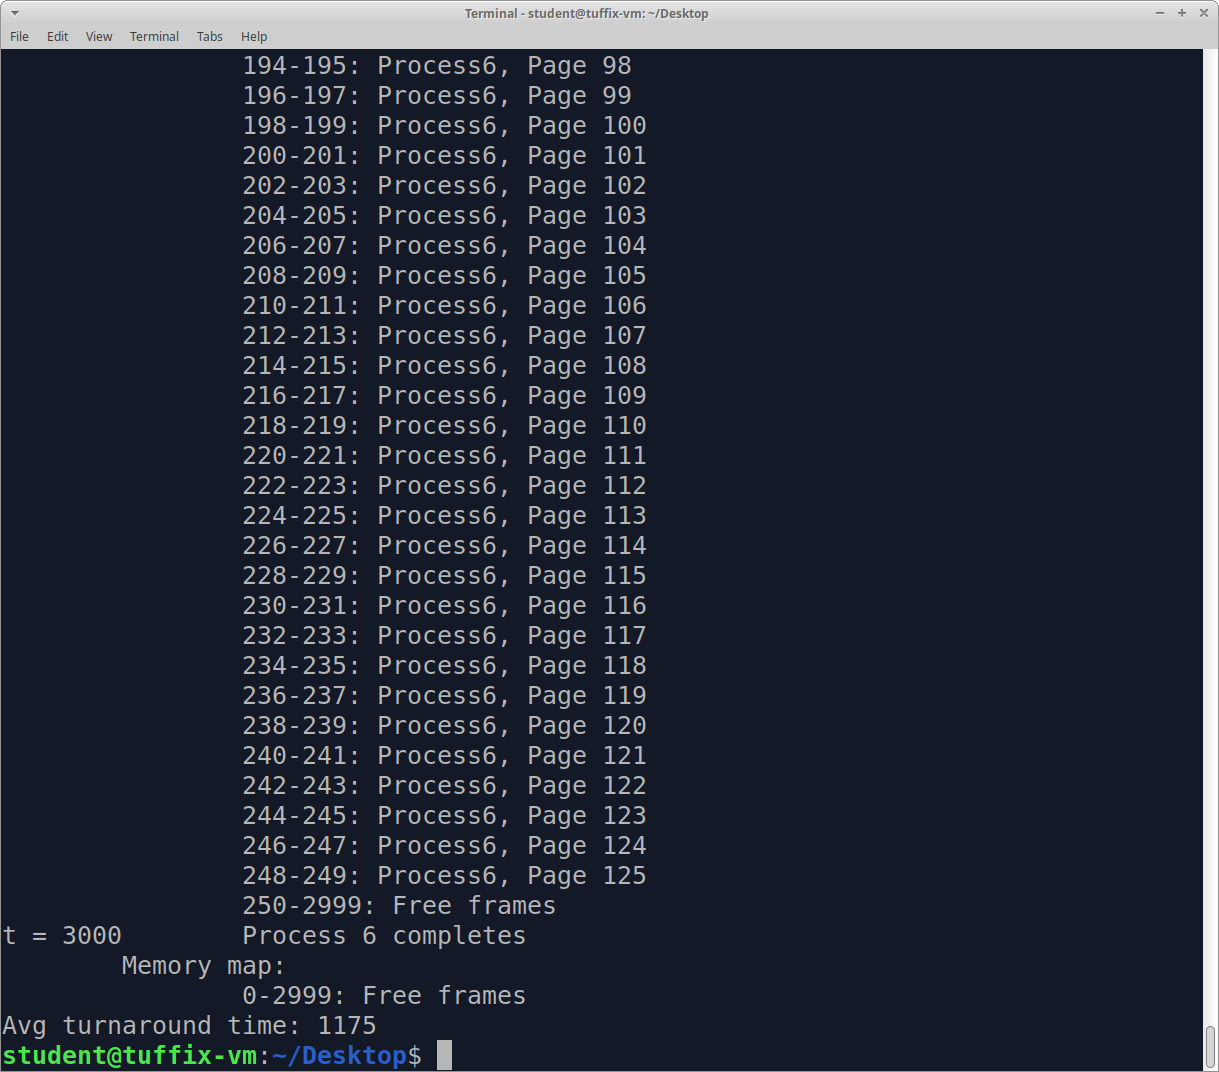 Terminal - student@tuffix-vm: ~/Desktop
File Edit View Terminal Tabs Help
194-195: Process6, Page 98
196-197: Process6, Page 99
198-199: Process6, Page 100
200-201: Process6, Page 101
202-203: Process6, Page 102
204-205: Process6, Page 103
206-207: Process6, Page 104
208-209: Process6, Page 105
210-211: Process6, Page 106
212-213: Process6, Page 107
214-215: Process6, Page 108
216-217: Process6, Page 109
218-219: Process6, Page 110
220-221: Process6, Page 111
222-223: Process6, Page 112
224-225: Process6, Page 113
226-227: Process6, Page 114
228-229: Process6, Page 115
230-231: Process6, Page 116
232-233: Process6, Page 117
234-235: Process6, Page 118
236-237: Process6, Page 119
238-239: Process6, Page 120
240-241: Process6, Page 121
242-243: Process6, Page 122
244-245: Process6, Page 123
246-247: Process6, Page 124
248-249: Process6, Page 125
250-2999: Free frames
t = 3000 Process 6 completes
Memory map:
0-2999: Free frames
Avg turnaround time: 1175
student@tuffix-vm:~/Desktop$